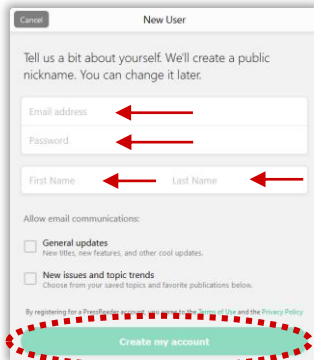 Cancel New User
Tell us a bit about yourself. We'll create a public
nickname. You can change it later.
Email address
Password
First Name Last Name
Allow email communications:
General updates
New titles, new features, and other cool updates.
New issues and topic trends
Choose from your saved topics and favorite publications below.
By registering for a PressReader account, you agree to the Terms of Use and the Privacy Policy
Create my account